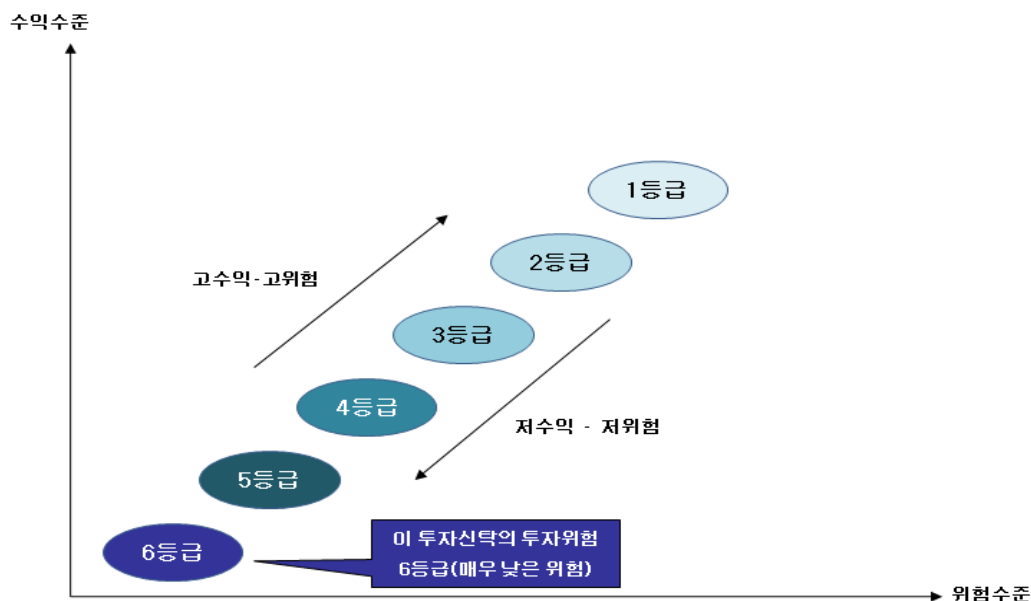 수익수준
1등급
2등급
고수익-고위험
3등급
4등급
저수익 - 저위험
5등급
이 투자신탁의 투자위험
6등급
6등급(매우 낮은 위험)
위험수준